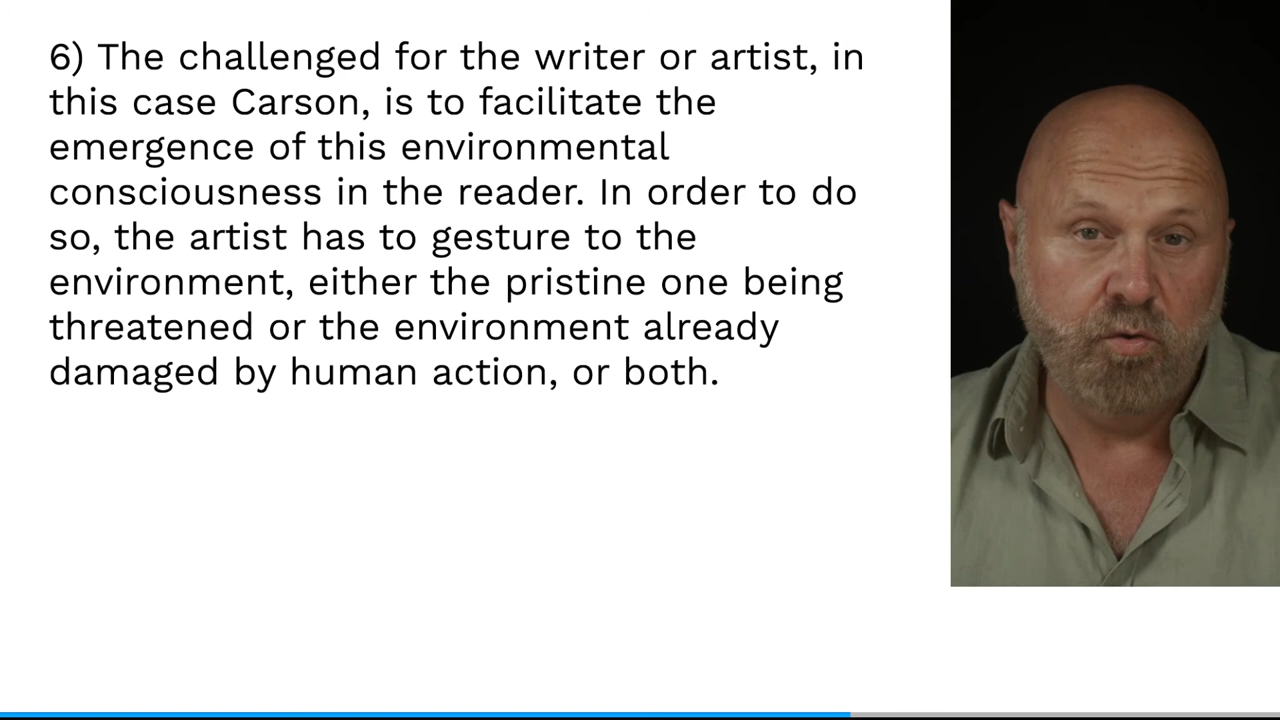 6) The challenged for the writer or artist, in
this case Carson, is to facilitate the
emergence of this environmental
consciousness in the reader. In order to do
so, the artist has to gesture to the
environment, either the pristine one being
threatened or the environment already
damaged by human action, or both.